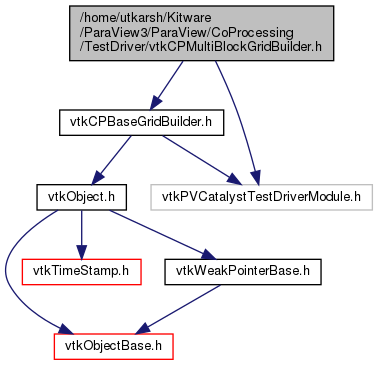 /home/utkarsh/Kitware
/ParaView3/ParaView/CoProcessing
/TestDriver/vtkCPMultiBlockGridBuilder.h
vtkCPBaseGridBuilder.h
vtkObject.h
vtkPVCatalystTestDriverModule.h
vtkTimeStamp.h
vtkWeakPointerBase.h
vtkObjectBase.h